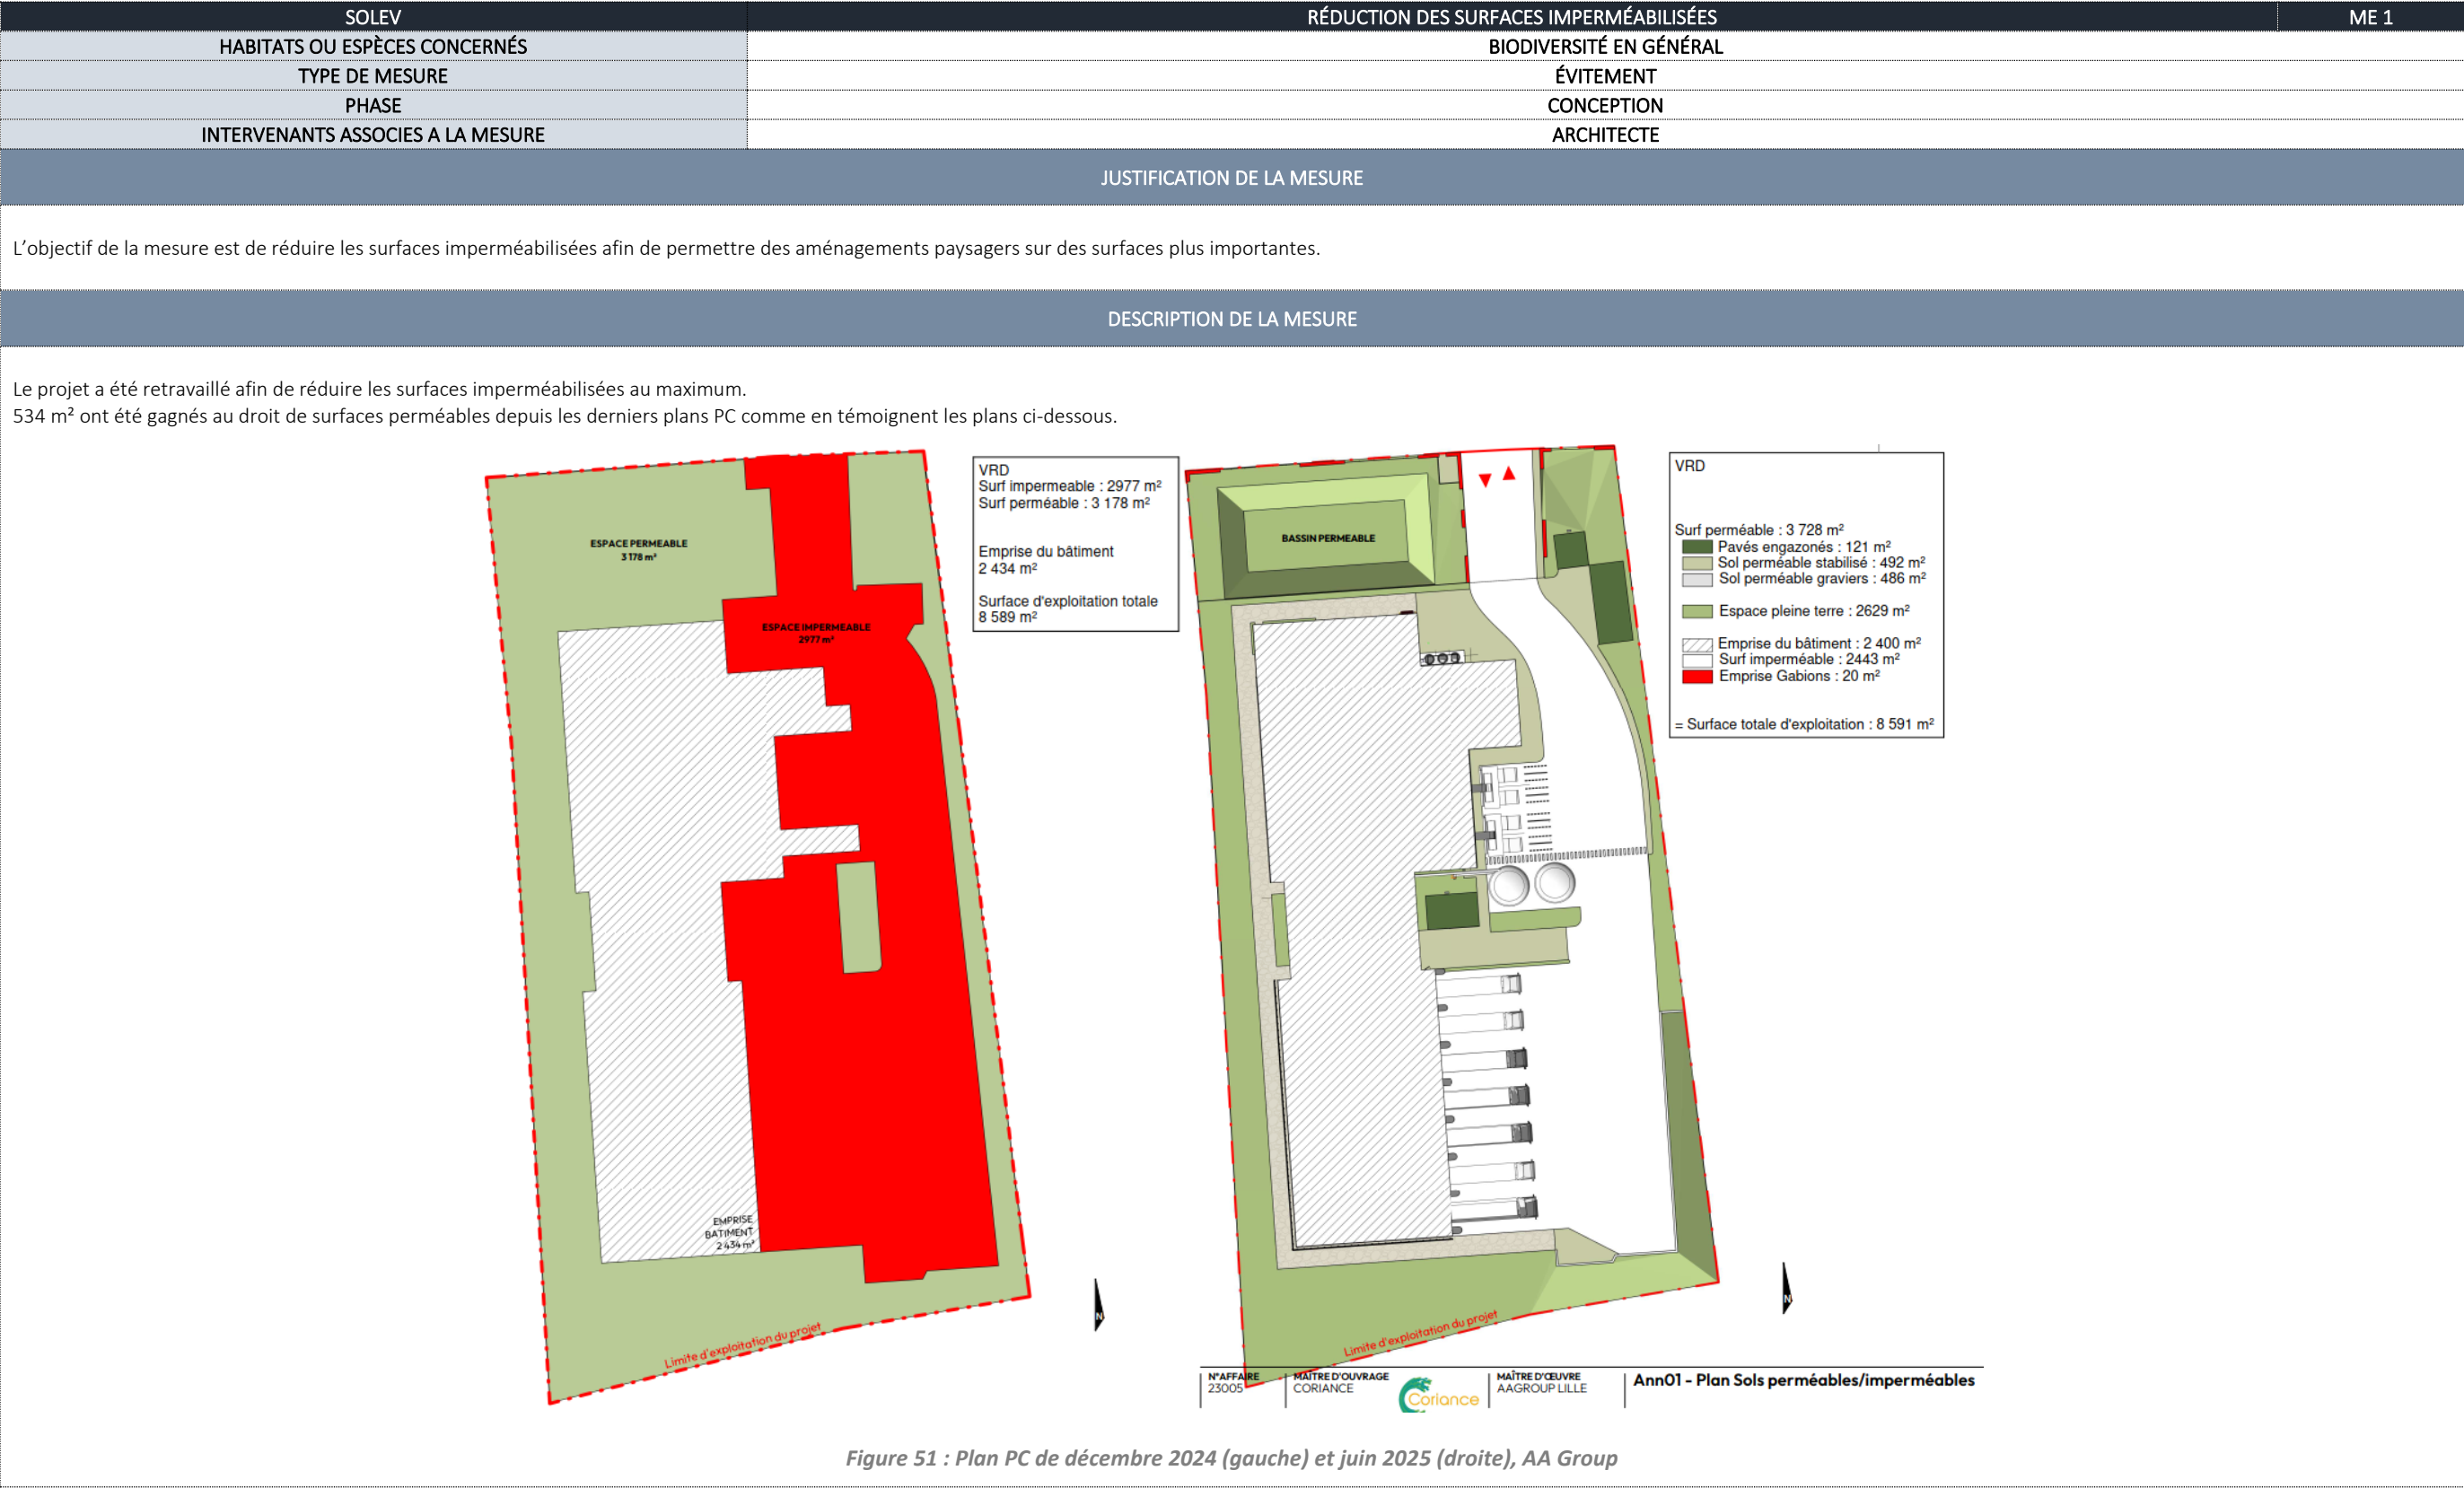 SOLEV RÉDUCTION DES SURFACES IMPERMÉABILISÉES ME 1
HABITATS OU ESPÈCES CONCERNÉS BIODIVERSITÉ EN GÉNÉRAL
TYPE DE MESURE ÉVITEMENT
PHASE CONCEPTION
INTERVENANTS ASSOCIES A LA MESURE ARCHITECTE
JUSTIFICATION DE LA MESURE
L’objectif de la mesure est de réduire les surfaces imperméabilisées afin de permettre des aménagements paysagers sur des surfaces plus importantes.
DESCRIPTION DE LA MESURE
Le projet a été retravaillé afin de réduire les surfaces imperméabilisées au maximum.
534 m² ont été gagnés au droit de surfaces perméables depuis les derniers plans PC comme en témoignent les plans ci-dessous.
ESPACE PERMEABLE
3 178 m²
ESPACE IMPERMEABLE
2977 m²
EMPRISE
BATIMENT
2 434 m²
Limite d'exploitation du projet
N
VRD
Surf impermeable : 2977 m²
Surf perméable : 3 178 m²
Emprise du bâtiment
2 434 m²
Surface d'exploitation totale
8 589 m²
BASSIN PERMEABLE
Limite d'exploitation du projet
N
VRD
Surf perméable : 3 728 m²
Pavés engazonés : 121 m²
Sol perméable stabilisé : 492 m²
Sol perméable graviers : 486 m²
Espace pleine terre : 2629 m²
Emprise du bâtiment : 2 400 m²
Surf imperméable : 2443 m²
Emprise Gabions : 20 m²
= Surface totale d'exploitation : 8 591 m²
N°AFFAIRE
23005
MAÎTRE D'OUVRAGE
CORIANCE
Coriance
MAÎTRE D'ŒUVRE
AAGROUP LILLE
Ann01 - Plan Sols perméables/imperméables
Figure 51 : Plan PC de décembre 2024 (gauche) et juin 2025 (droite), AA Group